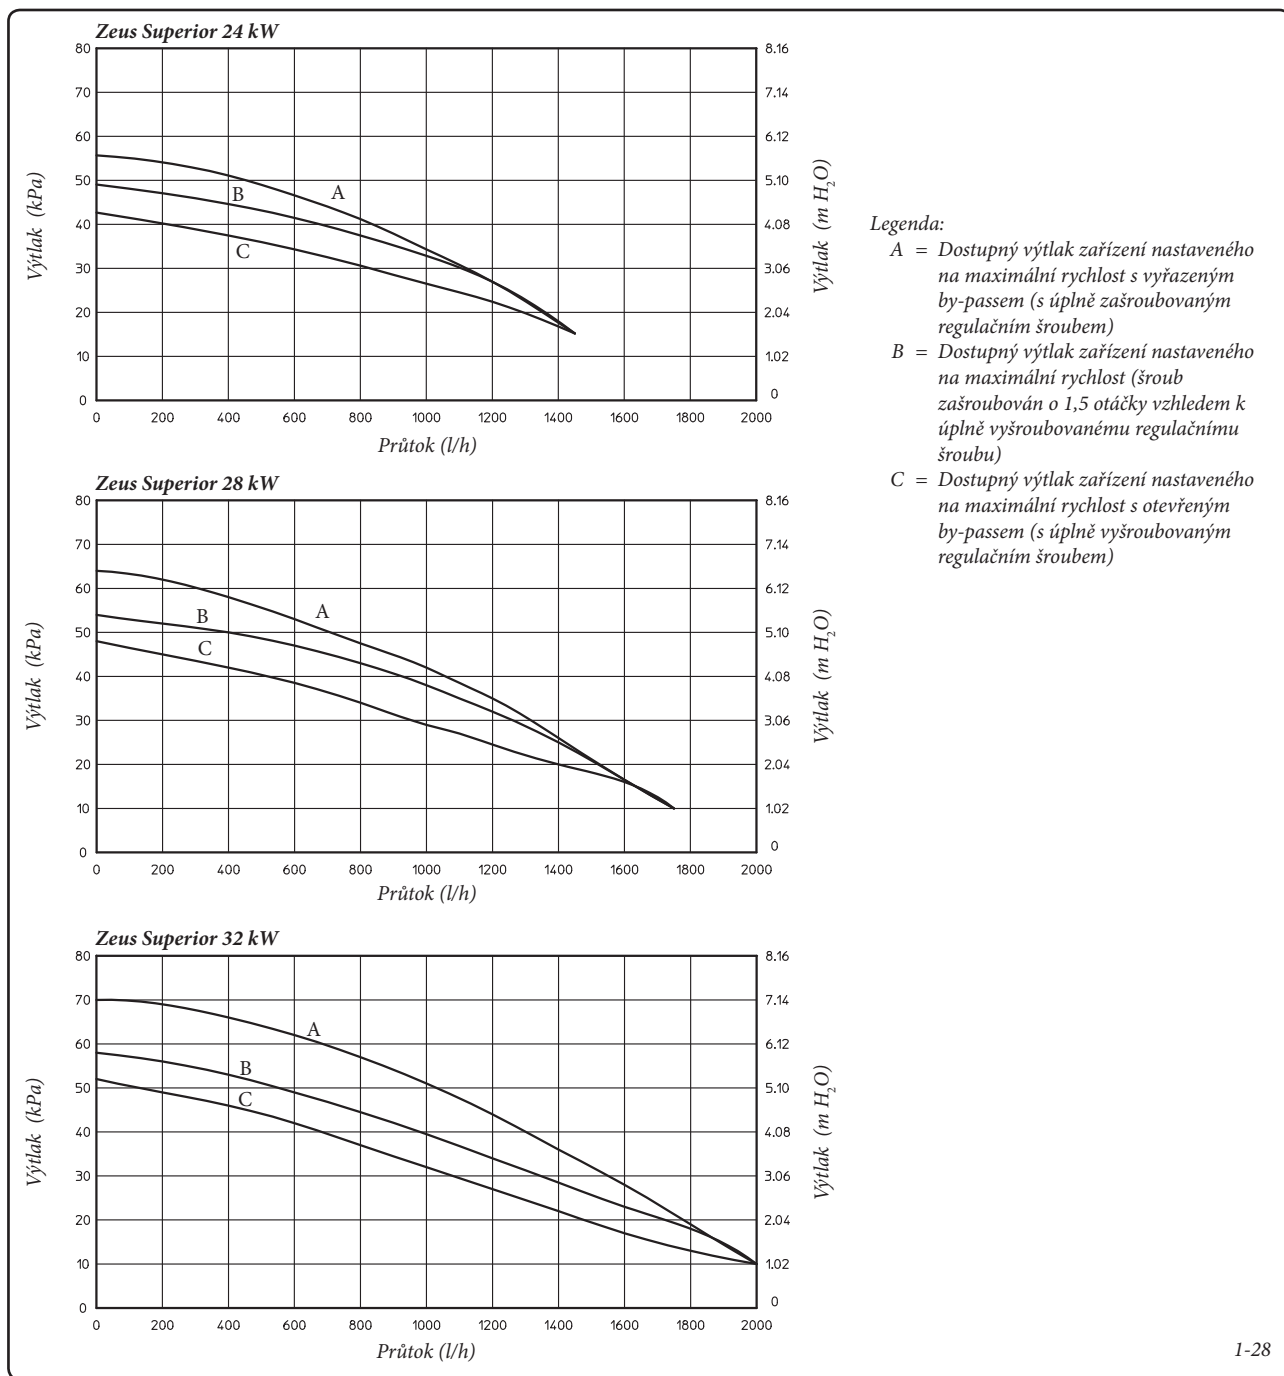 Zeus Superior 24 kW
80
70
60
50
40
30
20
10
0
8.16
7.14
6.12
5.10
4.08
3.06
2.04
1.02
0
A
B
C
0 200 400 600 800 1000 1200 1400 1600 1800 2000
Výtlak (kPa)
Výtlak (m H₂O)
Průtok (l/h)
Zeus Superior 28 kW
80
70
60
50
40
30
20
10
0
8.16
7.14
6.12
5.10
4.08
3.06
2.04
1.02
0
A
B
C
0 200 400 600 800 1000 1200 1400 1600 1800 2000
Výtlak (kPa)
Výtlak (m H₂O)
Průtok (l/h)
Zeus Superior 32 kW
80
70
60
50
40
30
20
10
0
8.16
7.14
6.12
5.10
4.08
3.06
2.04
1.02
0
A
B
C
0 200 400 600 800 1000 1200 1400 1600 1800 2000
Výtlak (kPa)
Výtlak (m H₂O)
Průtok (l/h)
Legenda:
A = Dostupný výtlak zařízení nastaveného
na maximální rychlost s vyřazeným
by-passem (s úplně zašroubovaným
regulačním šroubem)
B = Dostupný výtlak zařízení nastaveného
na maximální rychlost (šroub
zašroubován o 1,5 otáčky vzhledem k
úplně vyšroubovanému regulačnímu
šroubu)
C = Dostupný výtlak zařízení nastaveného
na maximální rychlost s otevřeným
by-passem (s úplně vyšroubovaným
regulačním šroubem)
1-28